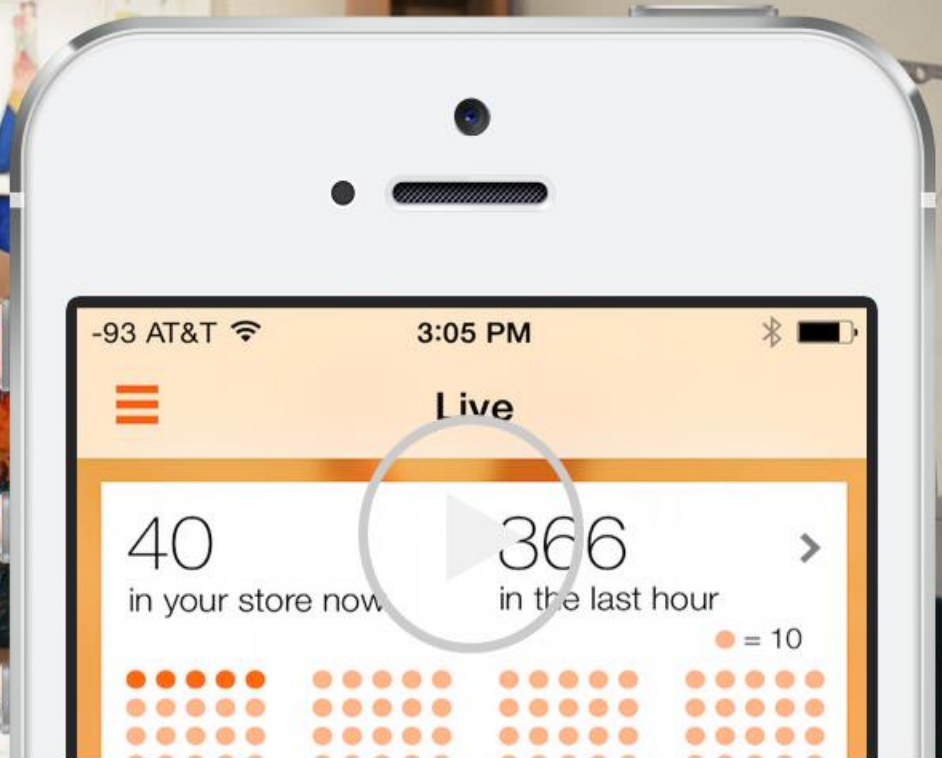 -93 AT&T 3:05 PM
Live
40 366
in your store now in the last hour
= 10